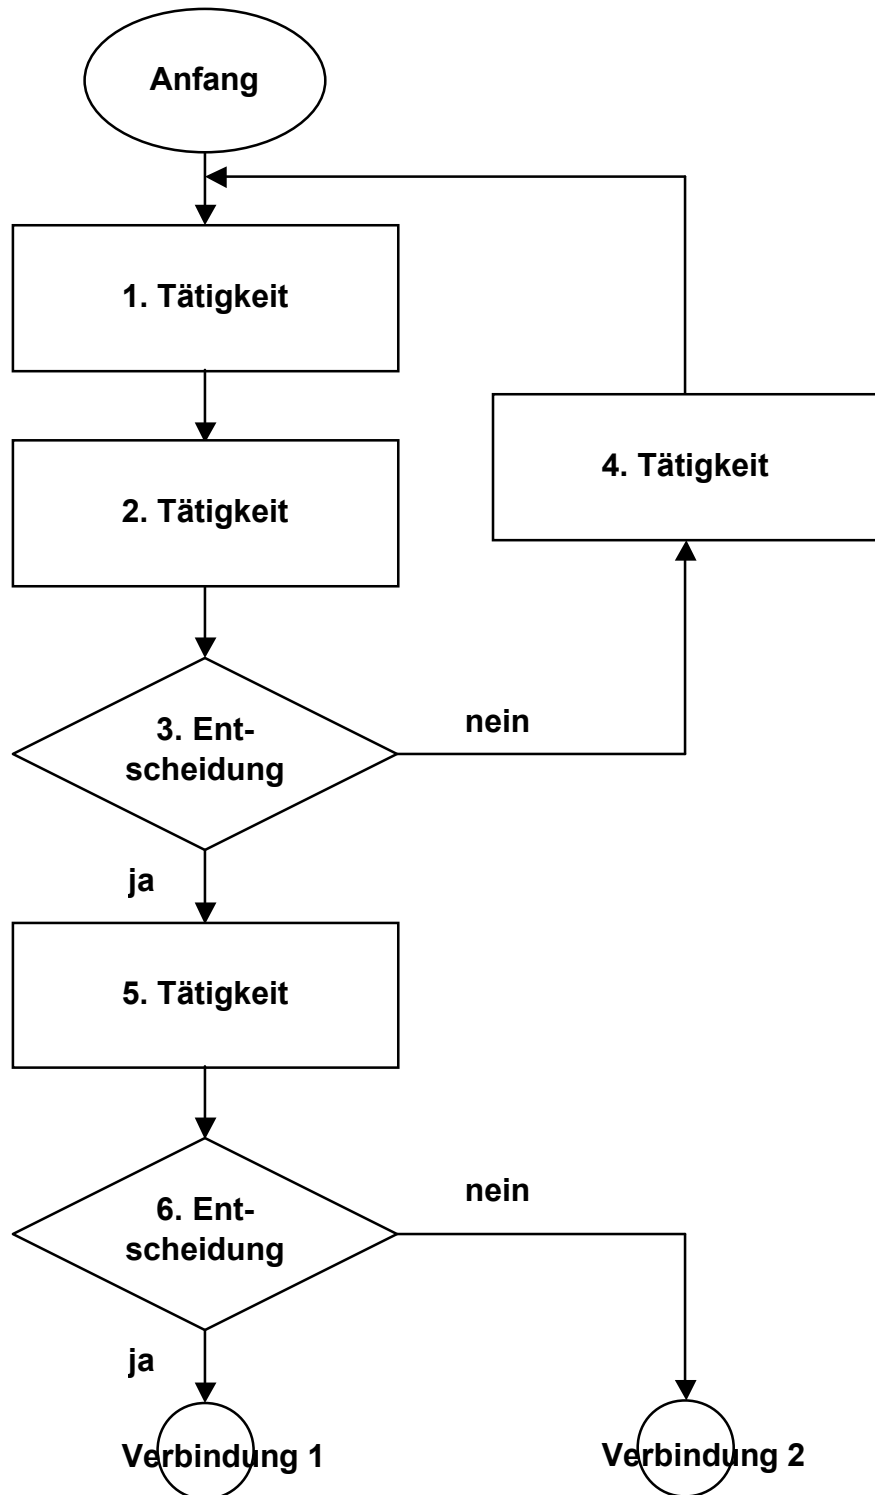 Anfang
1. Tätigkeit
4. Tätigkeit
2. Tätigkeit
3. Ent-
scheidung
nein
ja
5. Tätigkeit
6. Ent-
scheidung
nein
ja
Verbindung 1
Verbindung 2